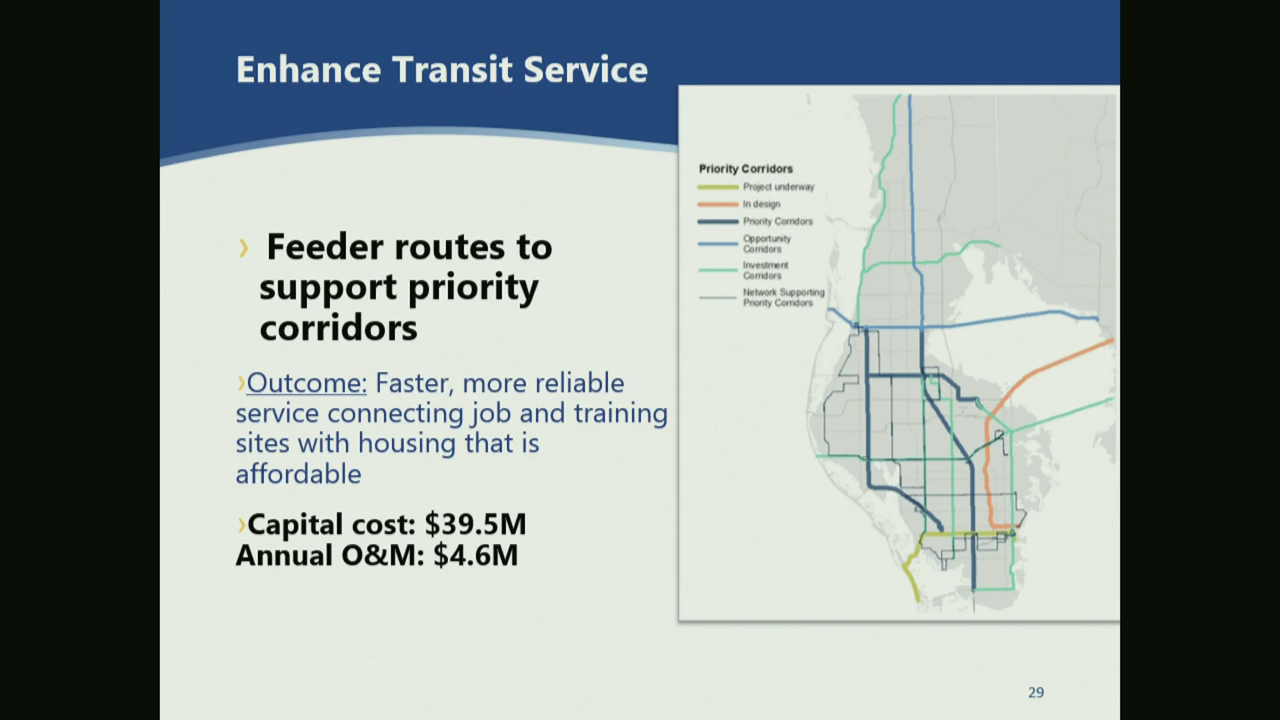 Enhance Transit Service
› Feeder routes to
support priority
corridors
›Outcome: Faster, more reliable
service connecting job and training
sites with housing that is
affordable
›Capital cost: $39.5M
Annual O&M: $4.6M
Priority Corridors
Project underway
In design
Priority Corridors
Opportunity
Corridors
Investment
Corridors
Network Supporting
Priority Corridors
29